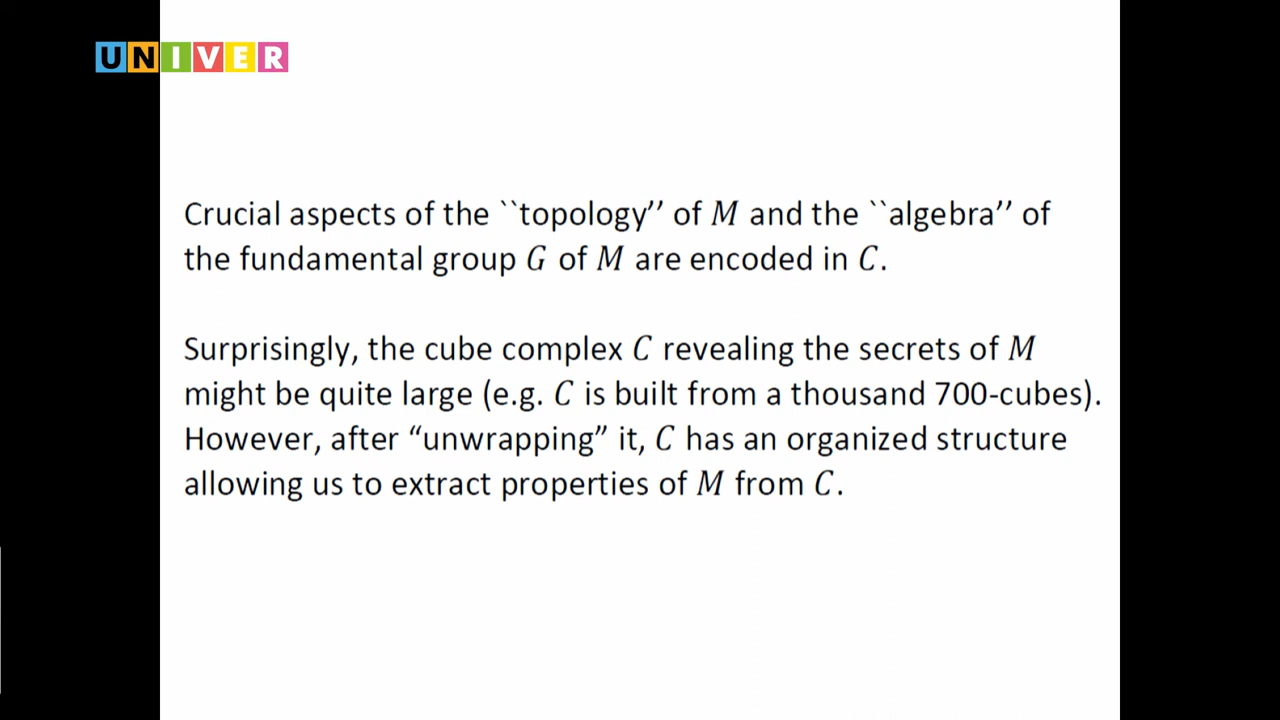 UNIVER
Crucial aspects of the ``topology’’ of M and the ``algebra’’ of
the fundamental group G of M are encoded in C.
Surprisingly, the cube complex C revealing the secrets of M
might be quite large (e.g. C is built from a thousand 700-cubes).
However, after “unwrapping” it, C has an organized structure
allowing us to extract properties of M from C.